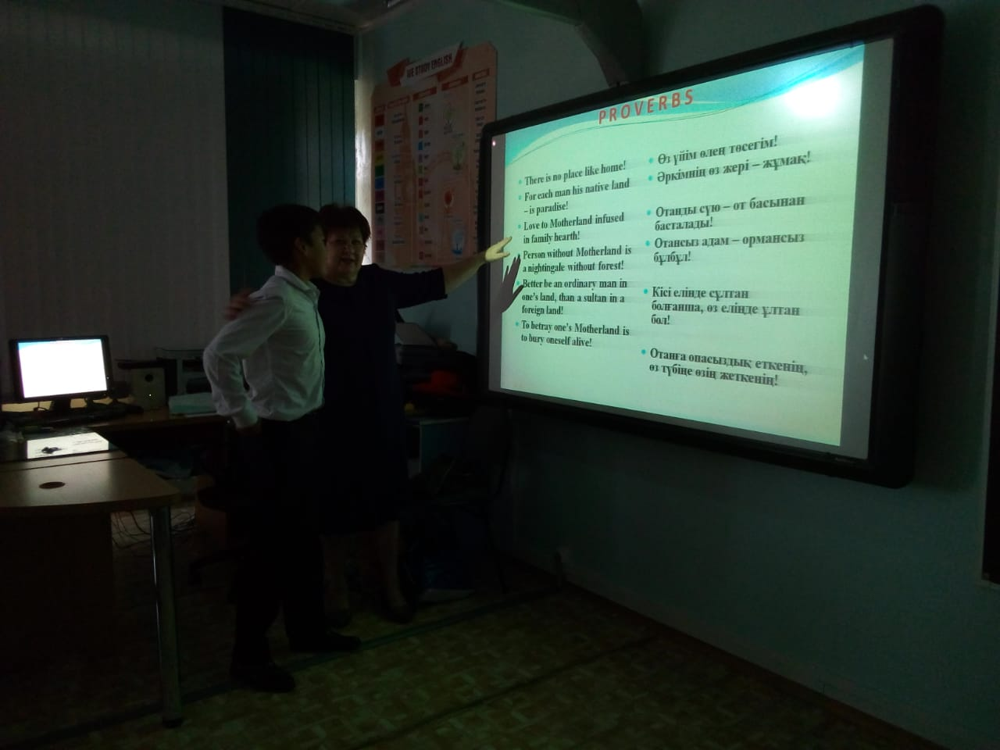 WE STUDY ENGLISH
PROVERBS
There is no place like home!
For each man his native land
– is paradise!
Love to Motherland infused
in family hearth!
Person without Motherland is
a nightingale without forest!
Better be an ordinary man in
one's land, than a sultan in a
foreign land!
To betray one's Motherland is
to bury oneself alive!
Өз үйім өлең төсегім!
Әркімнің өз жері – жұмақ!
Отанды сүю – от басынан
басталады!
Отансыз адам – ормансыз
бұлбұл!
Кісі елінде сұлтан
болғанша, өз елінде ұлтан
бол!
Отанға опасыздық еткенің,
өз түбіңе өзің жеткенің!